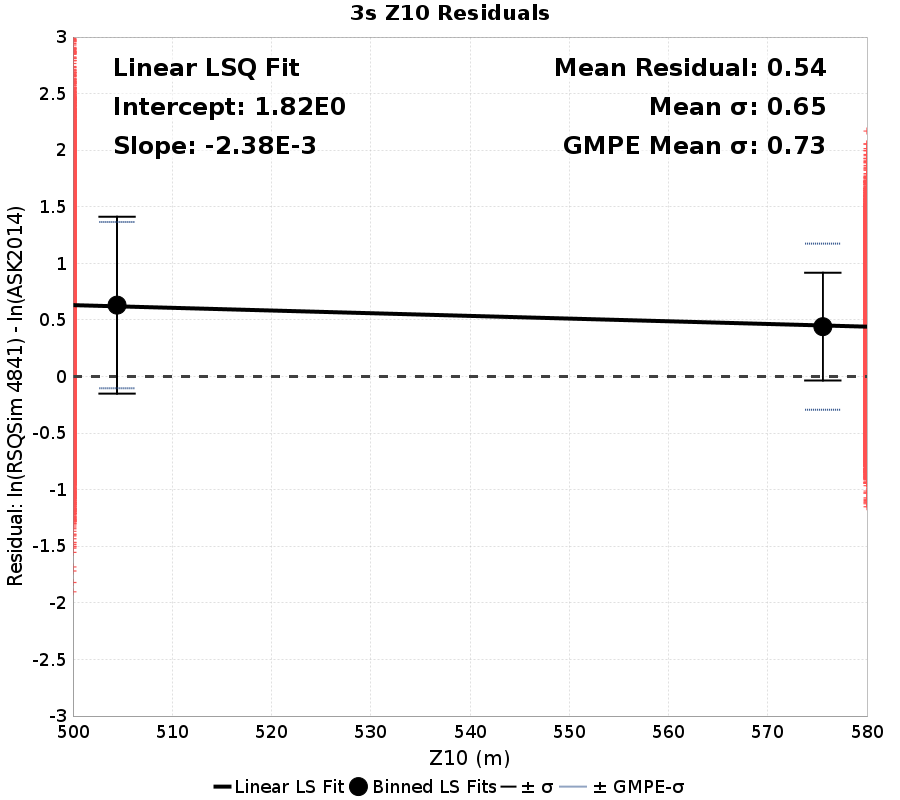 3s Z10 Residuals
Linear LSQ Fit
Intercept: 1.82E0
Slope: -2.38E-3
Mean Residual: 0.54
Mean σ: 0.65
GMPE Mean σ: 0.73
Residual: ln(RSQSim 4841) - ln(ASK2014)
3
2.5
2
1.5
1
0.5
0
-0.5
-1
-1.5
-2
-2.5
-3
500 510 520 530 540 550 560 570 580
Z10 (m)
Linear LS Fit Binned LS Fits ± σ ± GMPE-σ